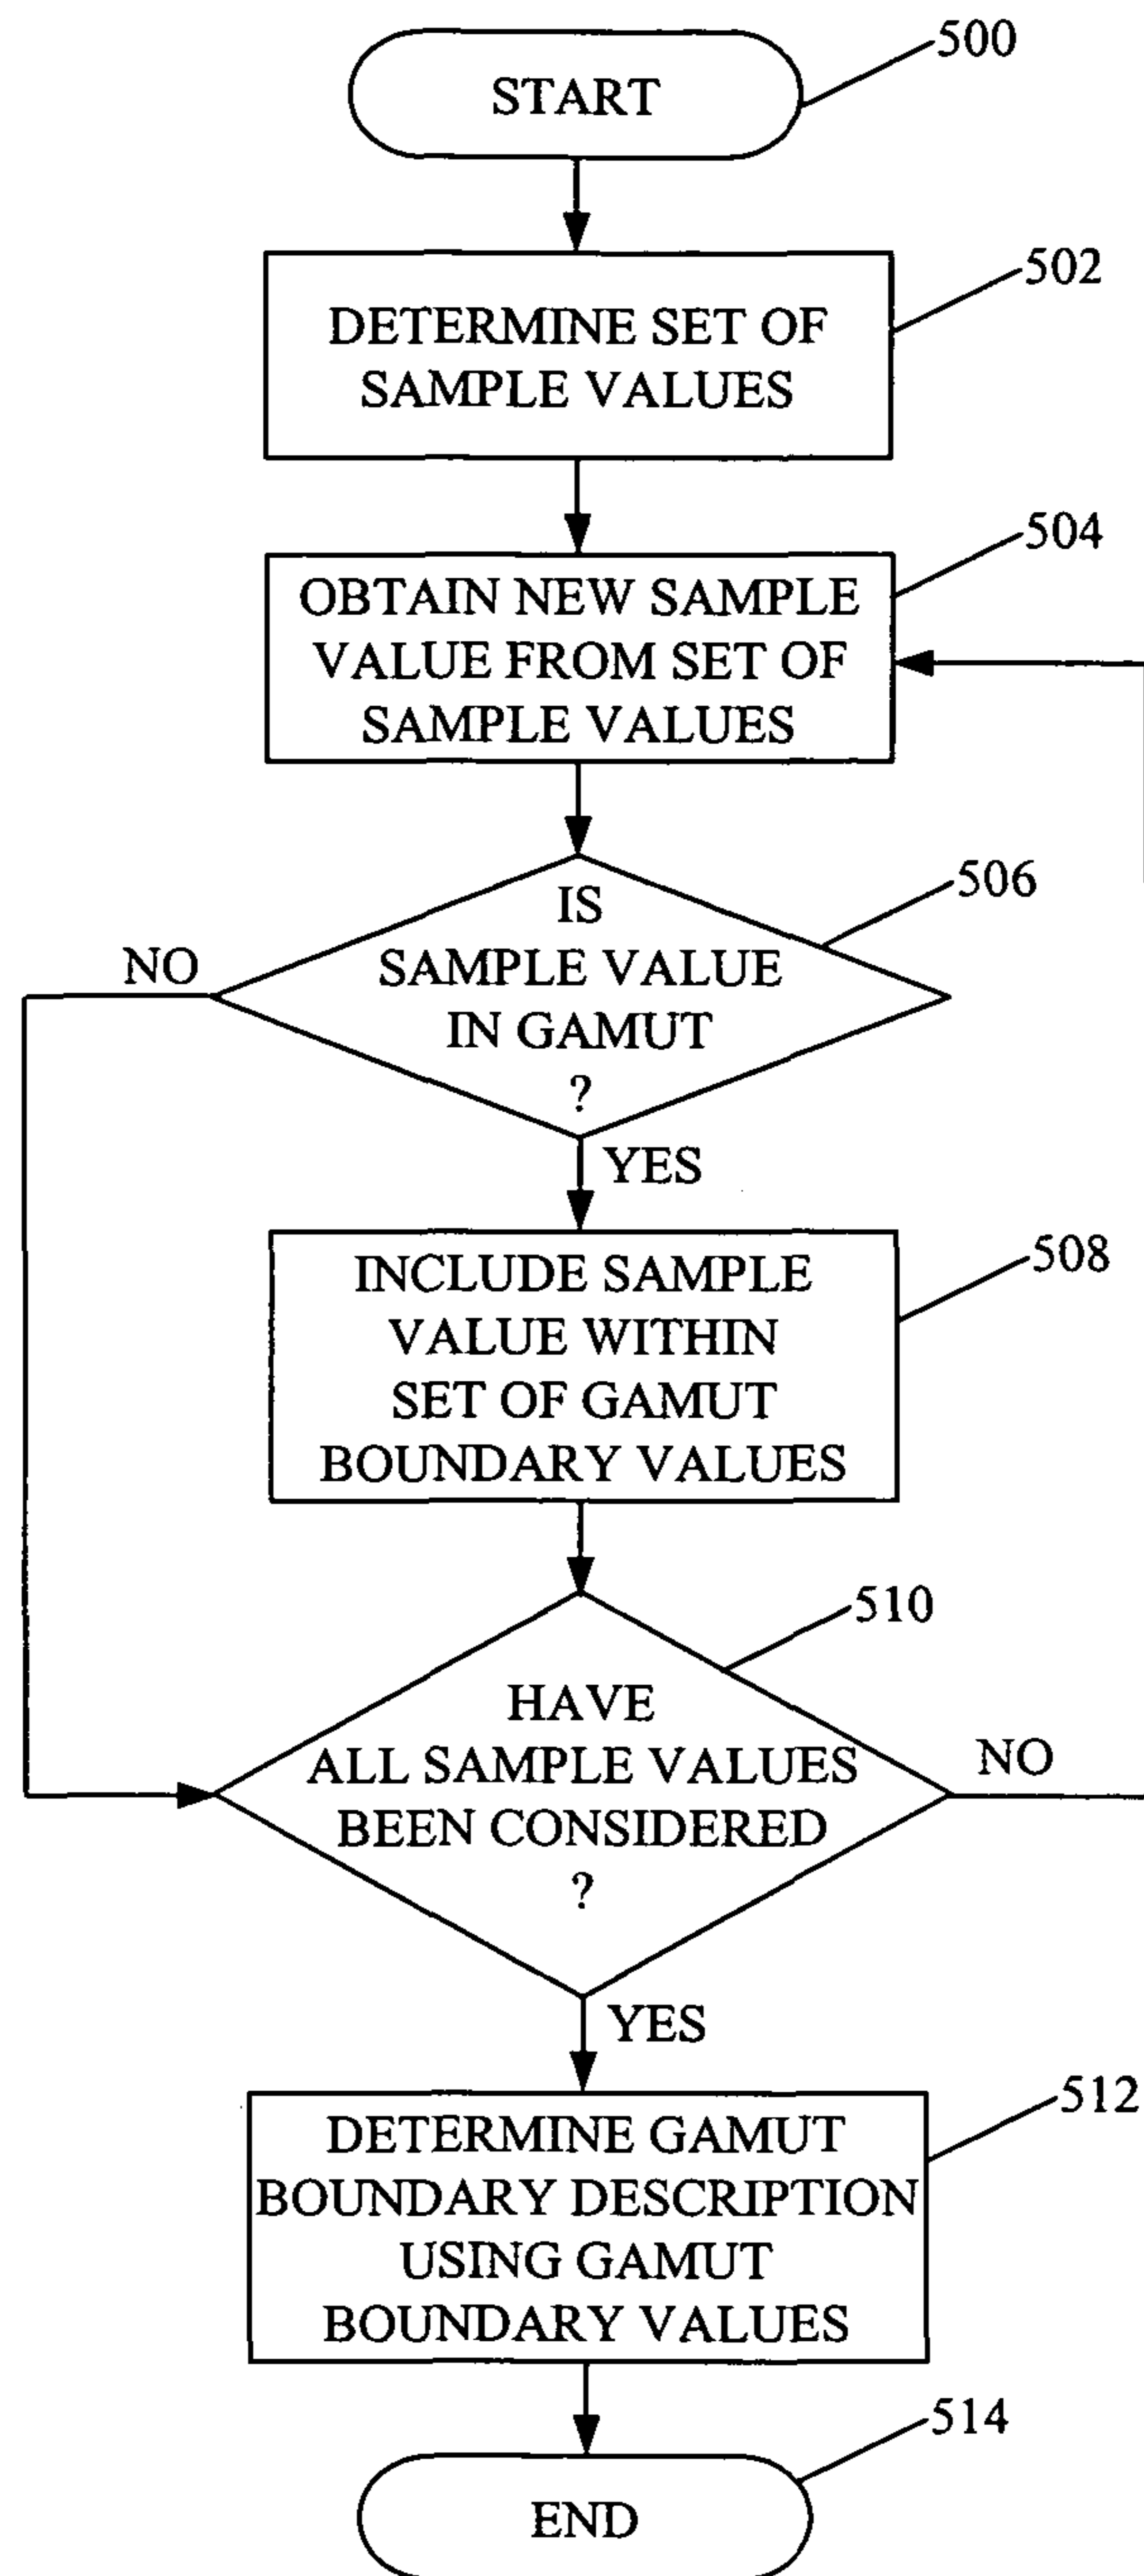 500
START
502
DETERMINE SET OF
SAMPLE VALUES
504
OBTAIN NEW SAMPLE
VALUE FROM SET OF
SAMPLE VALUES
506
IS
SAMPLE VALUE
IN GAMUT
?
NO
YES
508
INCLUDE SAMPLE
VALUE WITHIN
SET OF GAMUT
BOUNDARY VALUES
510
HAVE
ALL SAMPLE VALUES
BEEN CONSIDERED
?
NO
YES
512
DETERMINE GAMUT
BOUNDARY DESCRIPTION
USING GAMUT
BOUNDARY VALUES
514
END